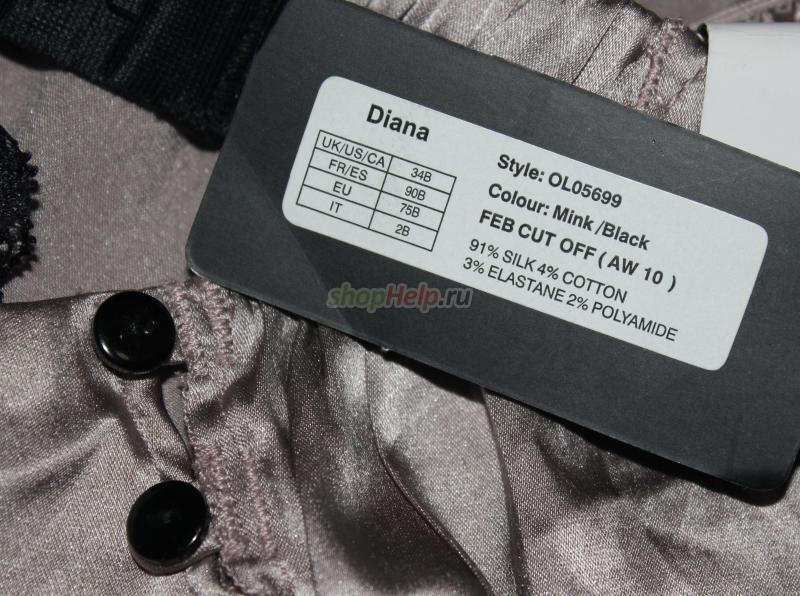 Diana
UK/US/CA 34B
FR/ES 90B
EU 75B
IT 2B
Style: OL05699
Colour: Mink /Black
FEB CUT OFF ( AW 10 )
91% SILK 4% COTTON
3% ELASTANE 2% POLYAMIDE
shopHelp.ru